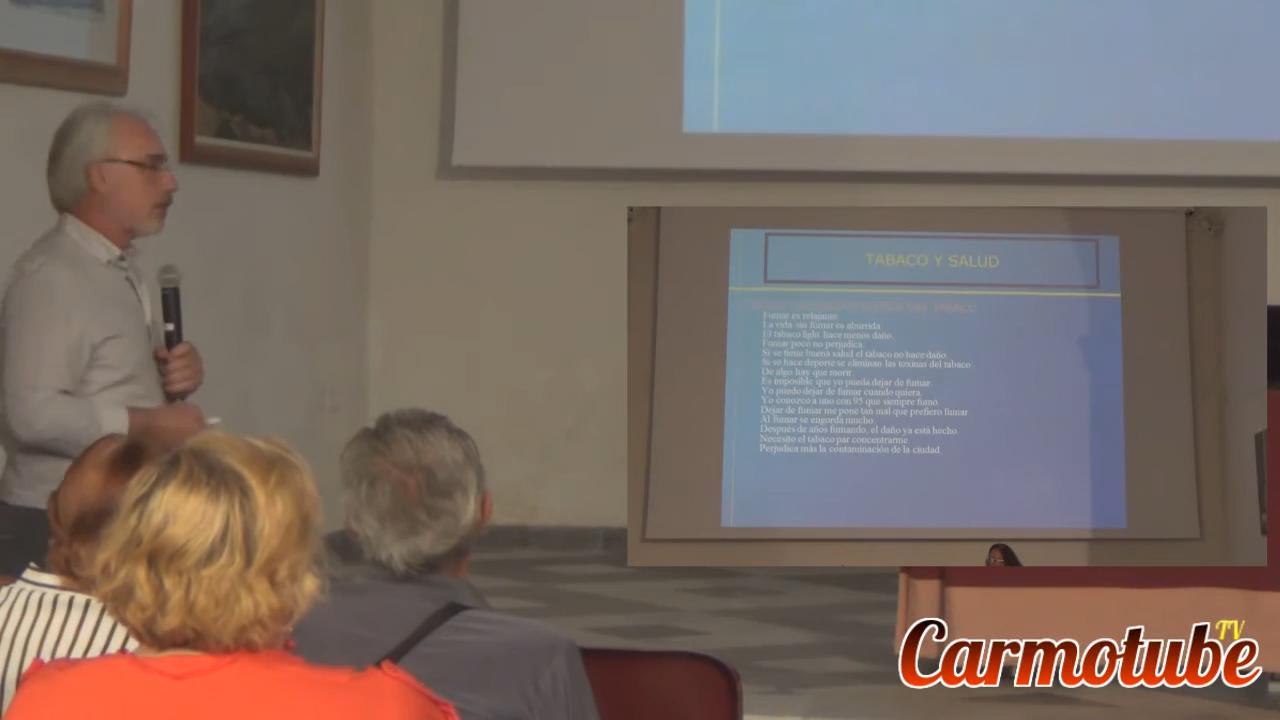 TABACO Y SALUD
DEL TABACO
Fumar es relajante.
La vida sin fumar es aburrida
El tabaco light hace menos daño.
Fumar poco no perjudica.
Si se tiene buena salud el tabaco no hace daño.
Si se hace deporte se eliminan las toxinas del tabaco
De algo hay que morir.
Es imposible que yo pueda dejar de fumar.
Yo puedo dejar de fumar cuando quiera.
Yo conozco a uno con 95 que siempre fumó.
Dejar de fumar me pone tan mal que prefiero fumar
Al fumar se engorda mucho.
Después de años fumando, el daño ya está hecho.
Necesito el tabaco par concentrarme.
Perjudica más la contaminación de la ciudad.
Carmotube TV